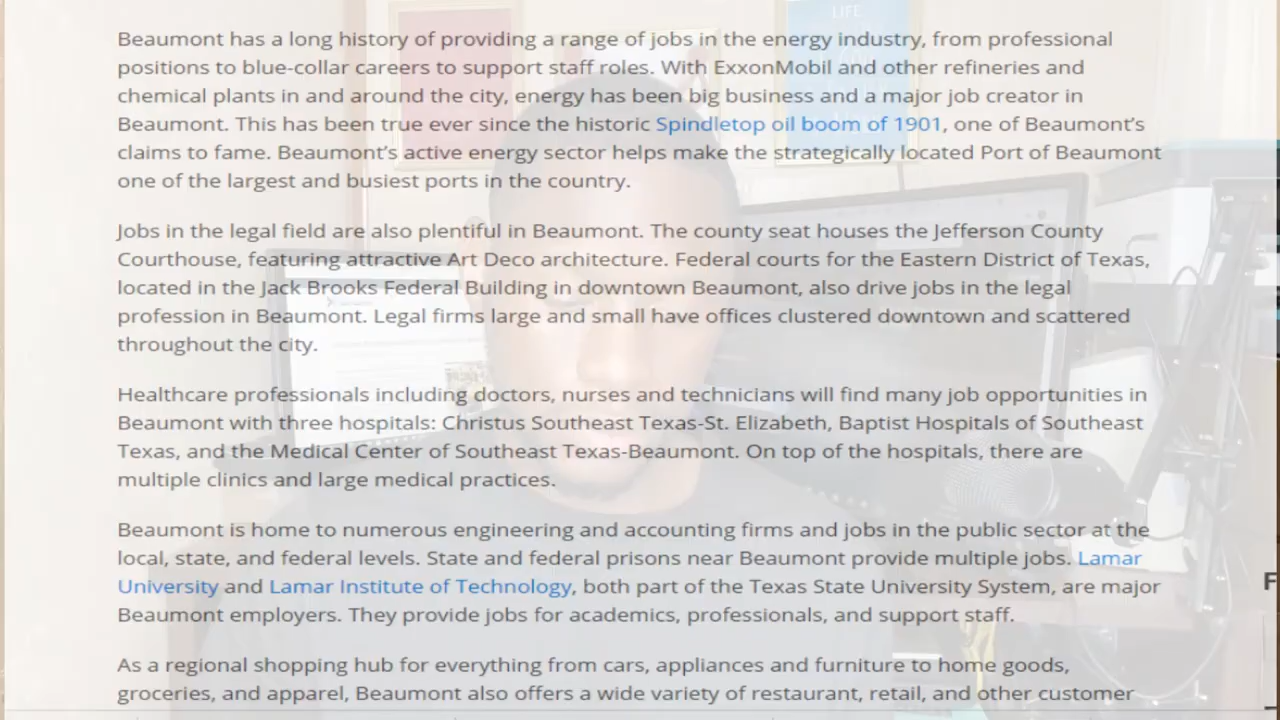 LIFE
Beaumont has a long history of providing a range of jobs in the energy industry, from professional
positions to blue-collar careers to support staff roles. With ExxonMobil and other refineries and
chemical plants in and around the city, energy has been big business and a major job creator in
Beaumont. This has been true ever since the historic Spindletop oil boom of 1901, one of Beaumont’s
claims to fame. Beaumont’s active energy sector helps make the strategically located Port of Beaumont
one of the largest and busiest ports in the country.
Jobs in the legal field are also plentiful in Beaumont. The county seat houses the Jefferson County
Courthouse, featuring attractive Art Deco architecture. Federal courts for the Eastern District of Texas,
located in the Jack Brooks Federal Building in downtown Beaumont, also drive jobs in the legal
profession in Beaumont. Legal firms large and small have offices clustered downtown and scattered
throughout the city.
Healthcare professionals including doctors, nurses and technicians will find many job opportunities in
Beaumont with three hospitals: Christus Southeast Texas-St. Elizabeth, Baptist Hospitals of Southeast
Texas, and the Medical Center of Southeast Texas-Beaumont. On top of the hospitals, there are
multiple clinics and large medical practices.
Beaumont is home to numerous engineering and accounting firms and jobs in the public sector at the
local, state, and federal levels. State and federal prisons near Beaumont provide multiple jobs. Lamar
University and Lamar Institute of Technology, both part of the Texas State University System, are major
Beaumont employers. They provide jobs for academics, professionals, and support staff.
As a regional shopping hub for everything from cars, appliances and furniture to home goods,
groceries, and apparel, Beaumont also offers a wide variety of restaurant, retail, and other customer